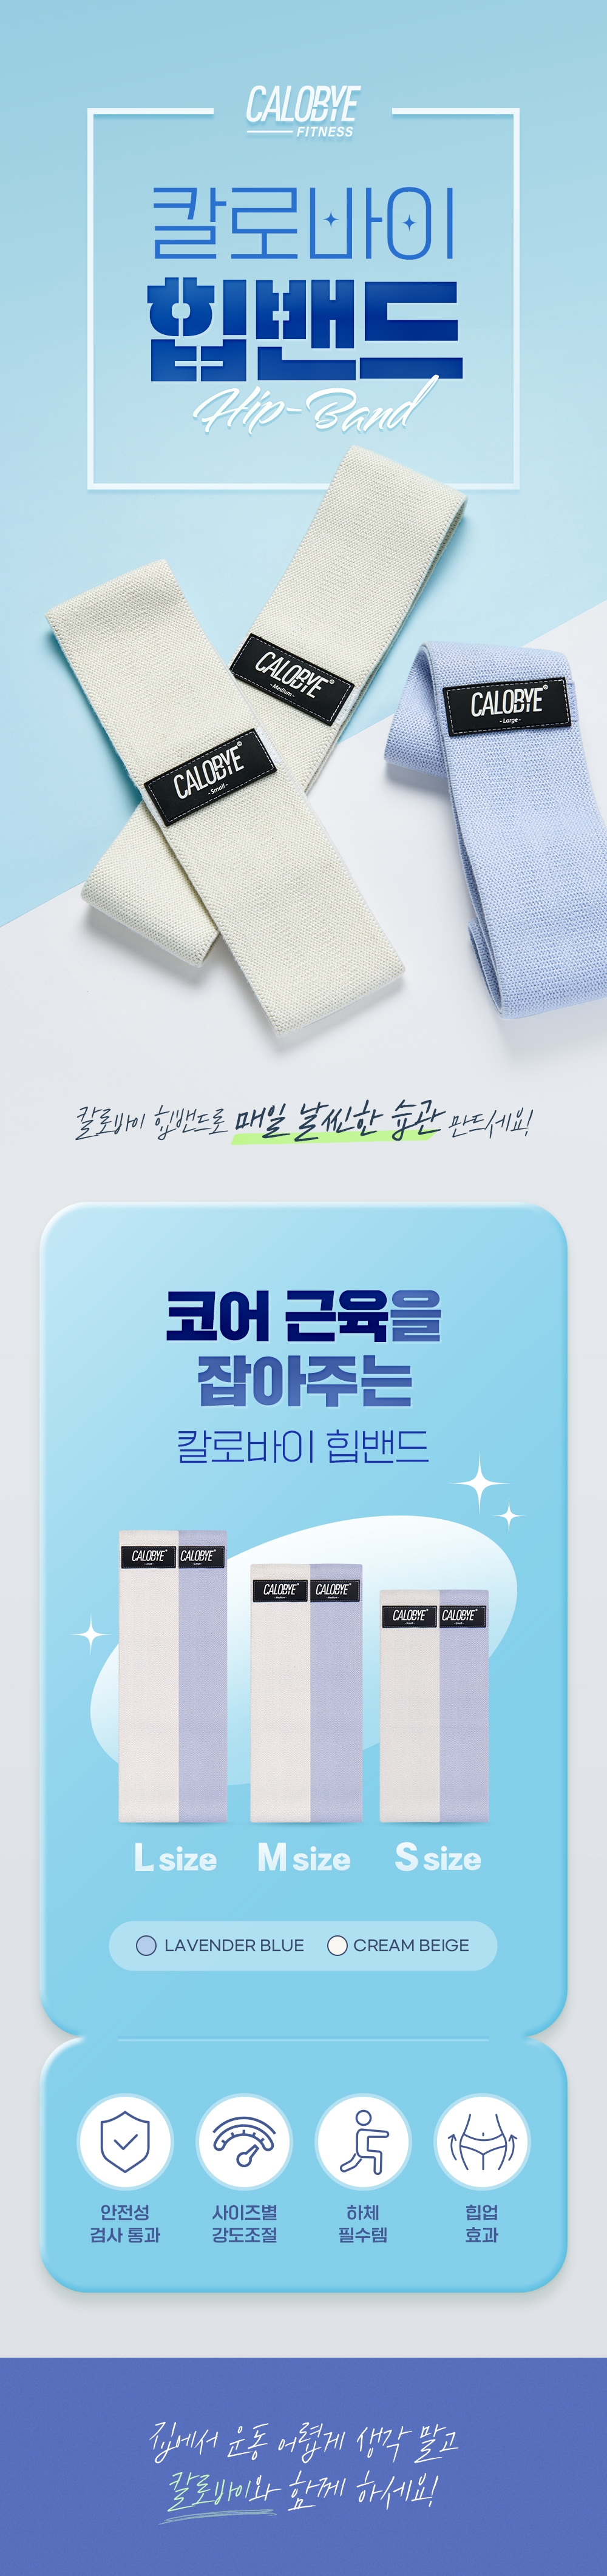 CALOBYE
FITNESS
칼로바이
힙밴드
Hip-Band
CALOBYE®
- Medium -
CALOBYE®
- Large -
CALOBYE®
- Small -
칼로바이 힙밴드로 매일 날씬한 습관 만드세요!
코어 근육을
잡아주는
칼로바이 힙밴드
CALOBYE CALOBYE
CALOBYE CALOBYE
CALOBYE CALOBYE
L size M size S size
LAVENDER BLUE CREAM BEIGE
안전성 사이즈별 하체 힙업
검사 통과 강도조절 필수템 효과
집에서 운동 어렵게 생각 말고
칼로바이와 함께 하세요!